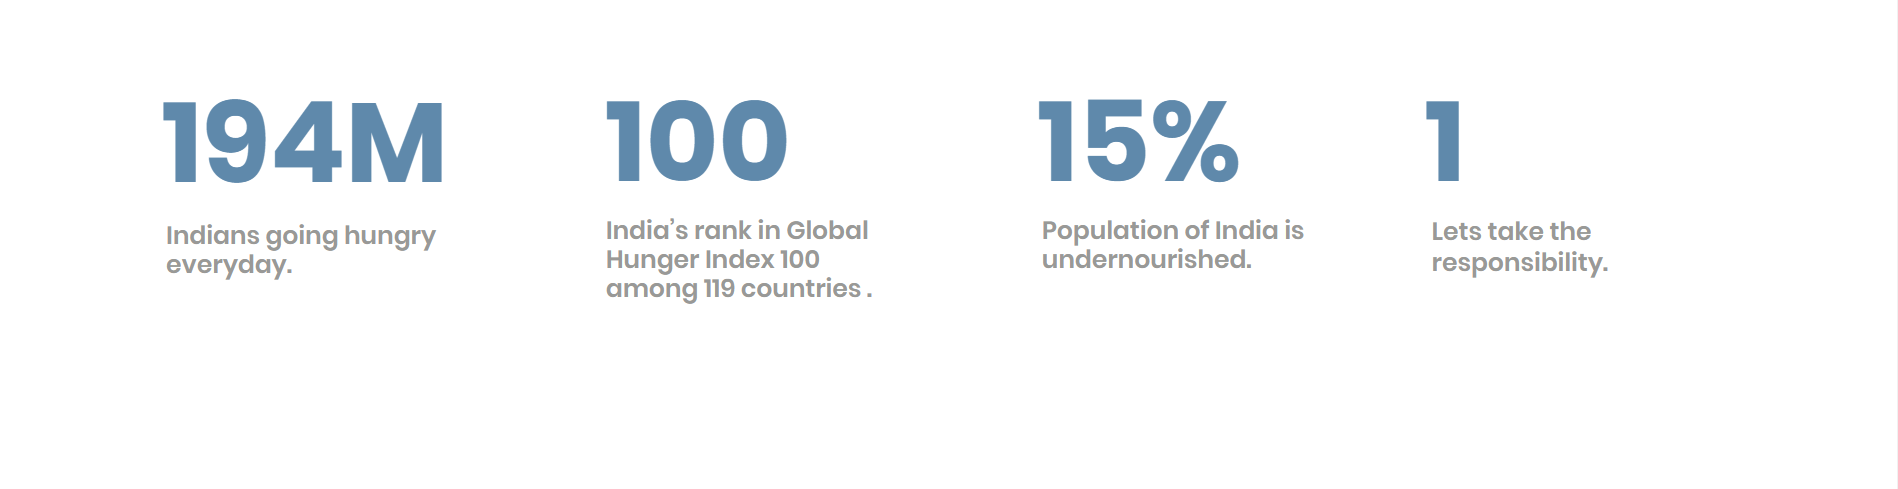 194M
Indians going hungry
everyday.
100
India's rank in Global
Hunger Index 100
among 119 countries .
15%
Population of India is
undernourished.
1
Lets take the
responsibility.